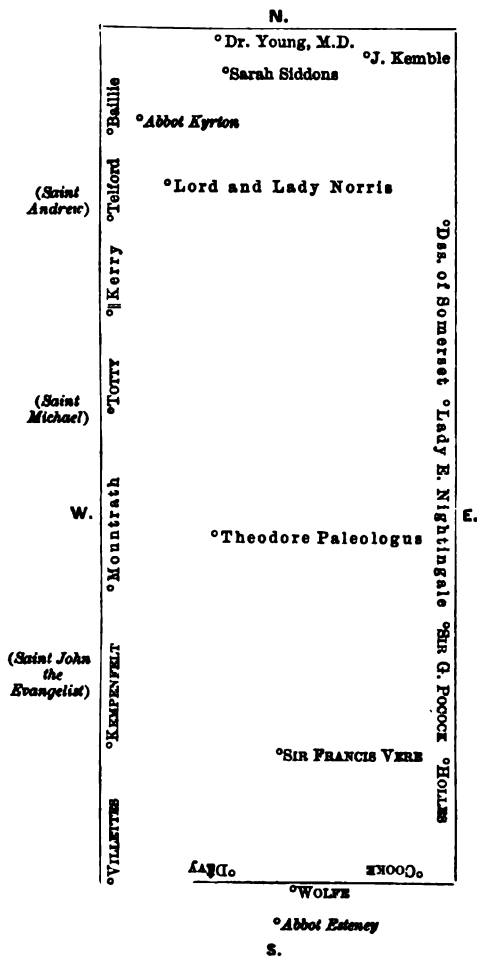 N.
°Dr. Young, M.D.
°J. Kemble
°Sarah Siddons
°Baillie
°Abbot Kyrton
(Saint
Andrew)
°Telford
°Lord and Lady Norris
°‖Kerry
°Dss. of Somerset
(Saint
Michael)
°TOTTY
°Lady E. Nightingale
W.
°Mountrath
°Theodore Paleologus
E.
(Saint John
the
Evangelist)
°KEMPENFELT
°SIR G. POCOCK
°SIR FRANCIS VERE
°HOLLES
°VILLETTES
°DAVY
°COOKE
°WOLFE
°Abbot Esteney
S.